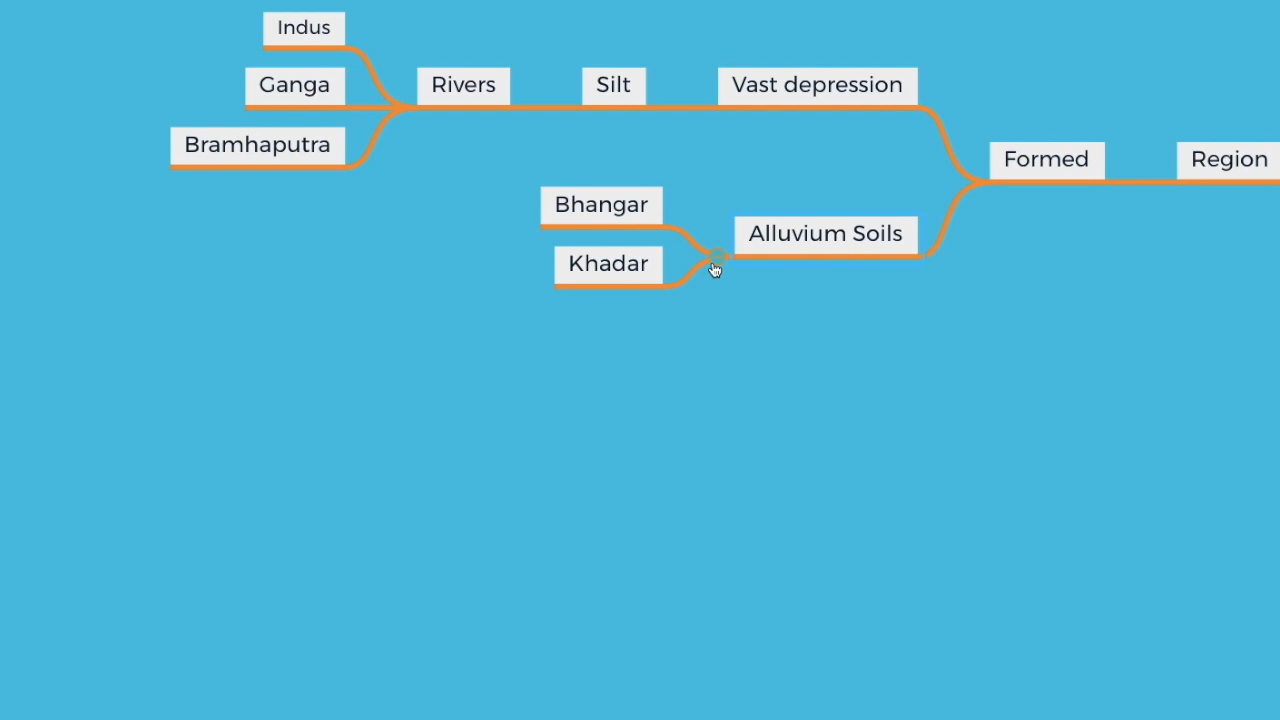 Indus
Ganga
Rivers
Silt
Vast depression
Bramhaputra
Formed
Region
Bhangar
Alluvium Soils
Khadar